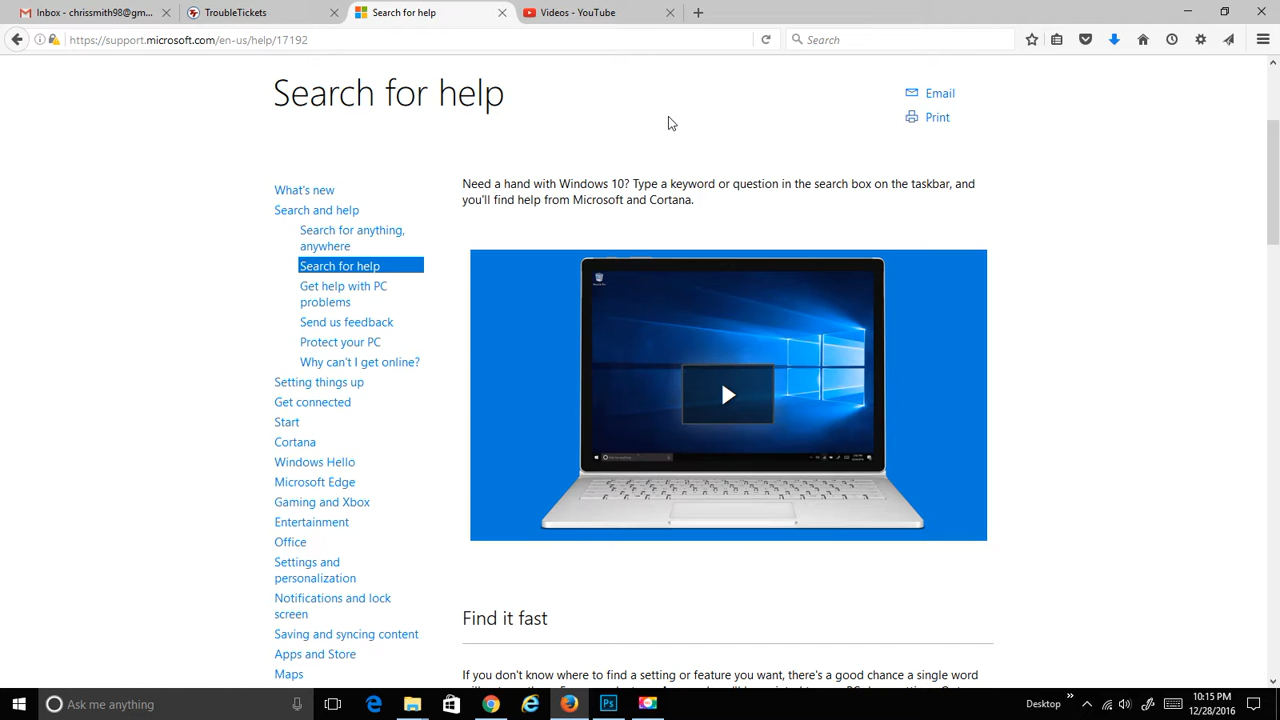 Inbox - chrismith98@gm...
TroubleTickets
Search for help
Videos - YouTube
https://support.microsoft.com/en-us/help/17192
Search
Search for help
Email
Print
Need a hand with Windows 10? Type a keyword or question in the search box on the taskbar, and
you'll find help from Microsoft and Cortana.
What's new
Search and help
Search for anything,
anywhere
Search for help
Get help with PC
problems
Send us feedback
Protect your PC
Why can't I get online?
Setting things up
Get connected
Start
Cortana
Windows Hello
Microsoft Edge
Gaming and Xbox
Entertainment
Office
Settings and
personalization
Notifications and lock
screen
Saving and syncing content
Apps and Store
Maps
Find it fast
If you don't know where to find a setting or feature you want, there's a good chance a single word
Ask me anything
Ps
Desktop
10:15 PM
12/28/2016